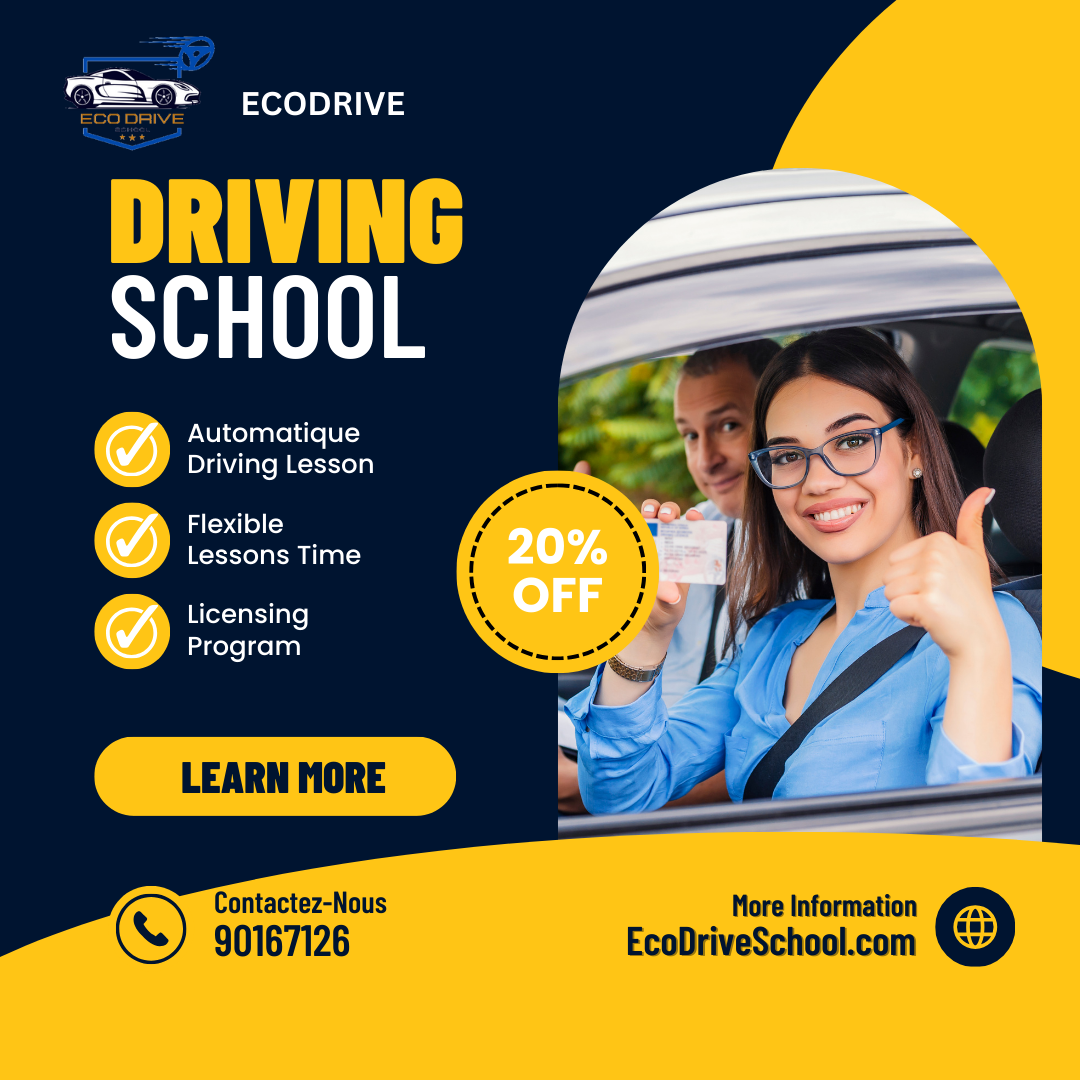 ECO DRIVE
SCHOOL
ECODRIVE
DRIVING
SCHOOL
Automatique
Driving Lesson
Flexible
Lessons Time
Licensing
Program
20%
OFF
LEARN MORE
Contactez-Nous
90167126
More Information
EcoDriveSchool.com